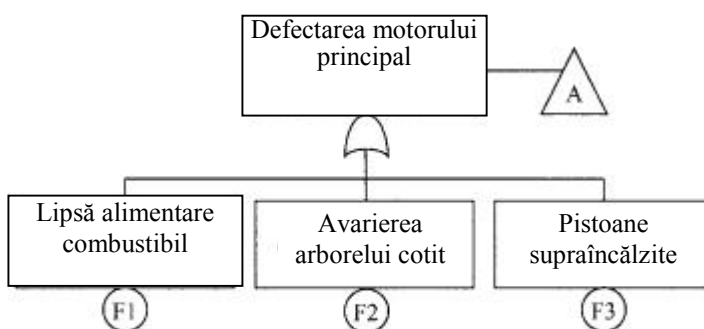 Defectarea motorului
principal
A
Lipsă alimentare
combustibil
Avarierea
arborelui cotit
Pistoane
supraîncălzite
F1
F2
F3